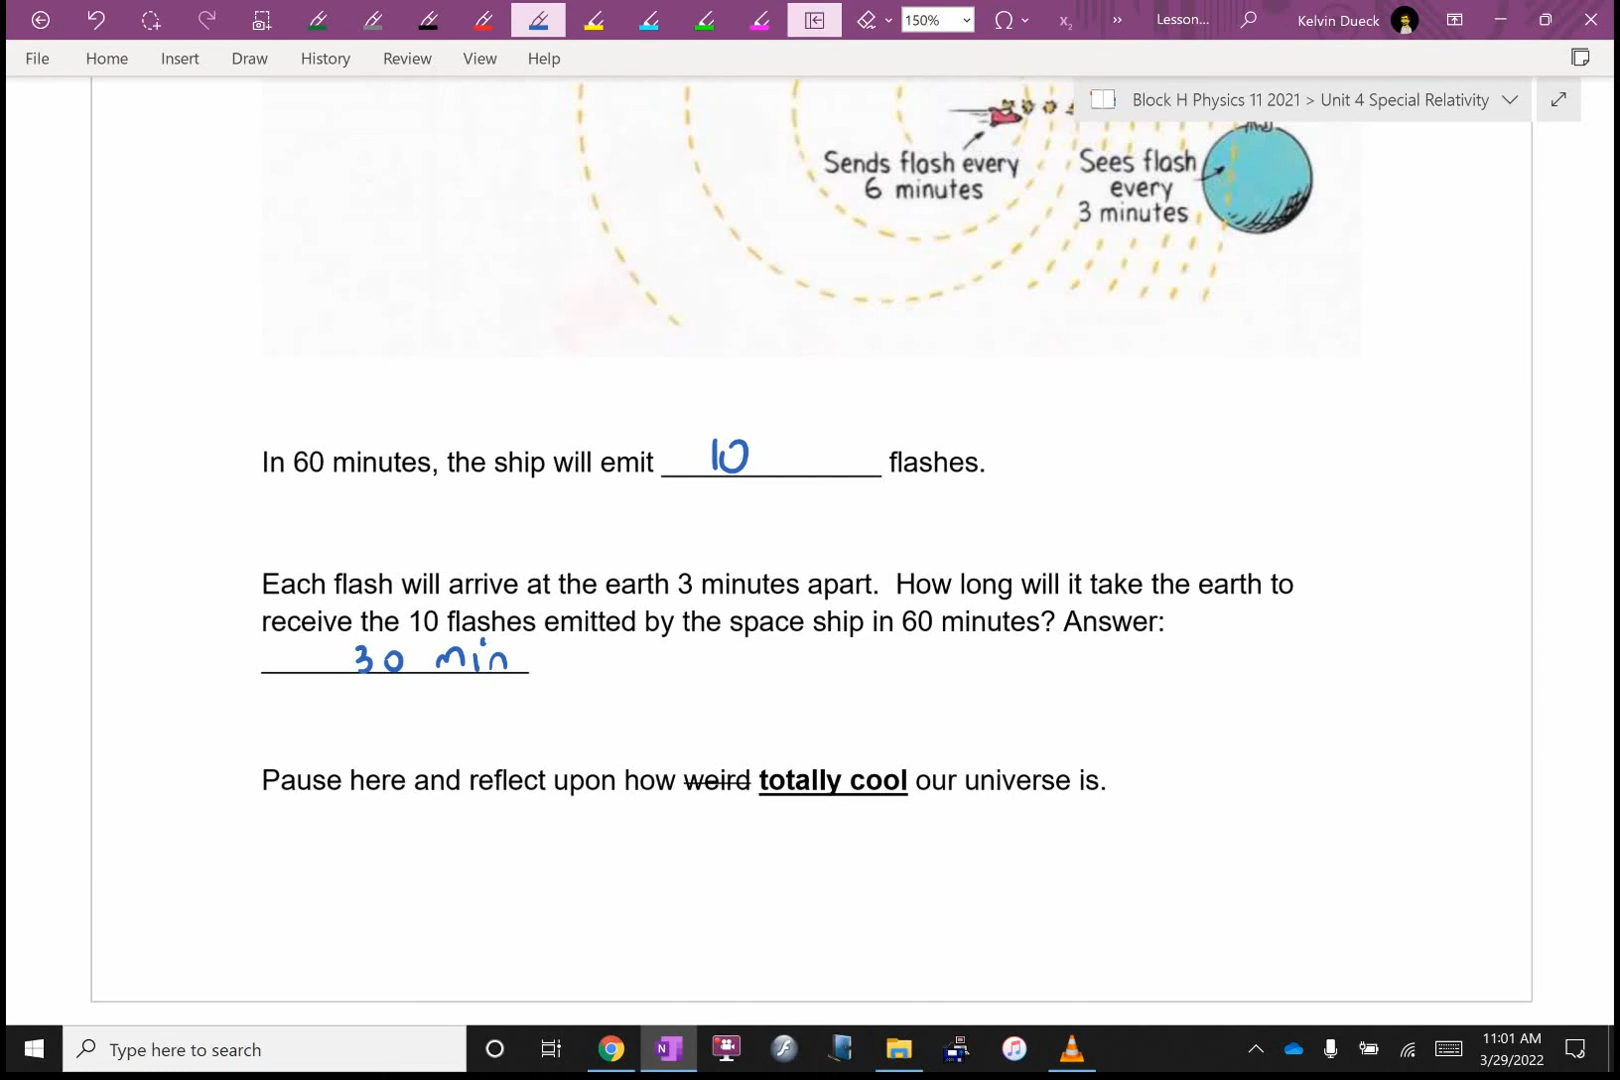 150%
Lesson...
Kelvin Dueck
File Home Insert Draw History Review View Help
Block H Physics 11 2021 > Unit 4 Special Relativity
Sends flash every
6 minutes
Sees flash
every
3 minutes
In 60 minutes, the ship will emit 10 flashes.
Each flash will arrive at the earth 3 minutes apart. How long will it take the earth to
receive the 10 flashes emitted by the space ship in 60 minutes? Answer:
30 min
Pause here and reflect upon how weird totally cool our universe is.
Type here to search
11:01 AM
3/29/2022